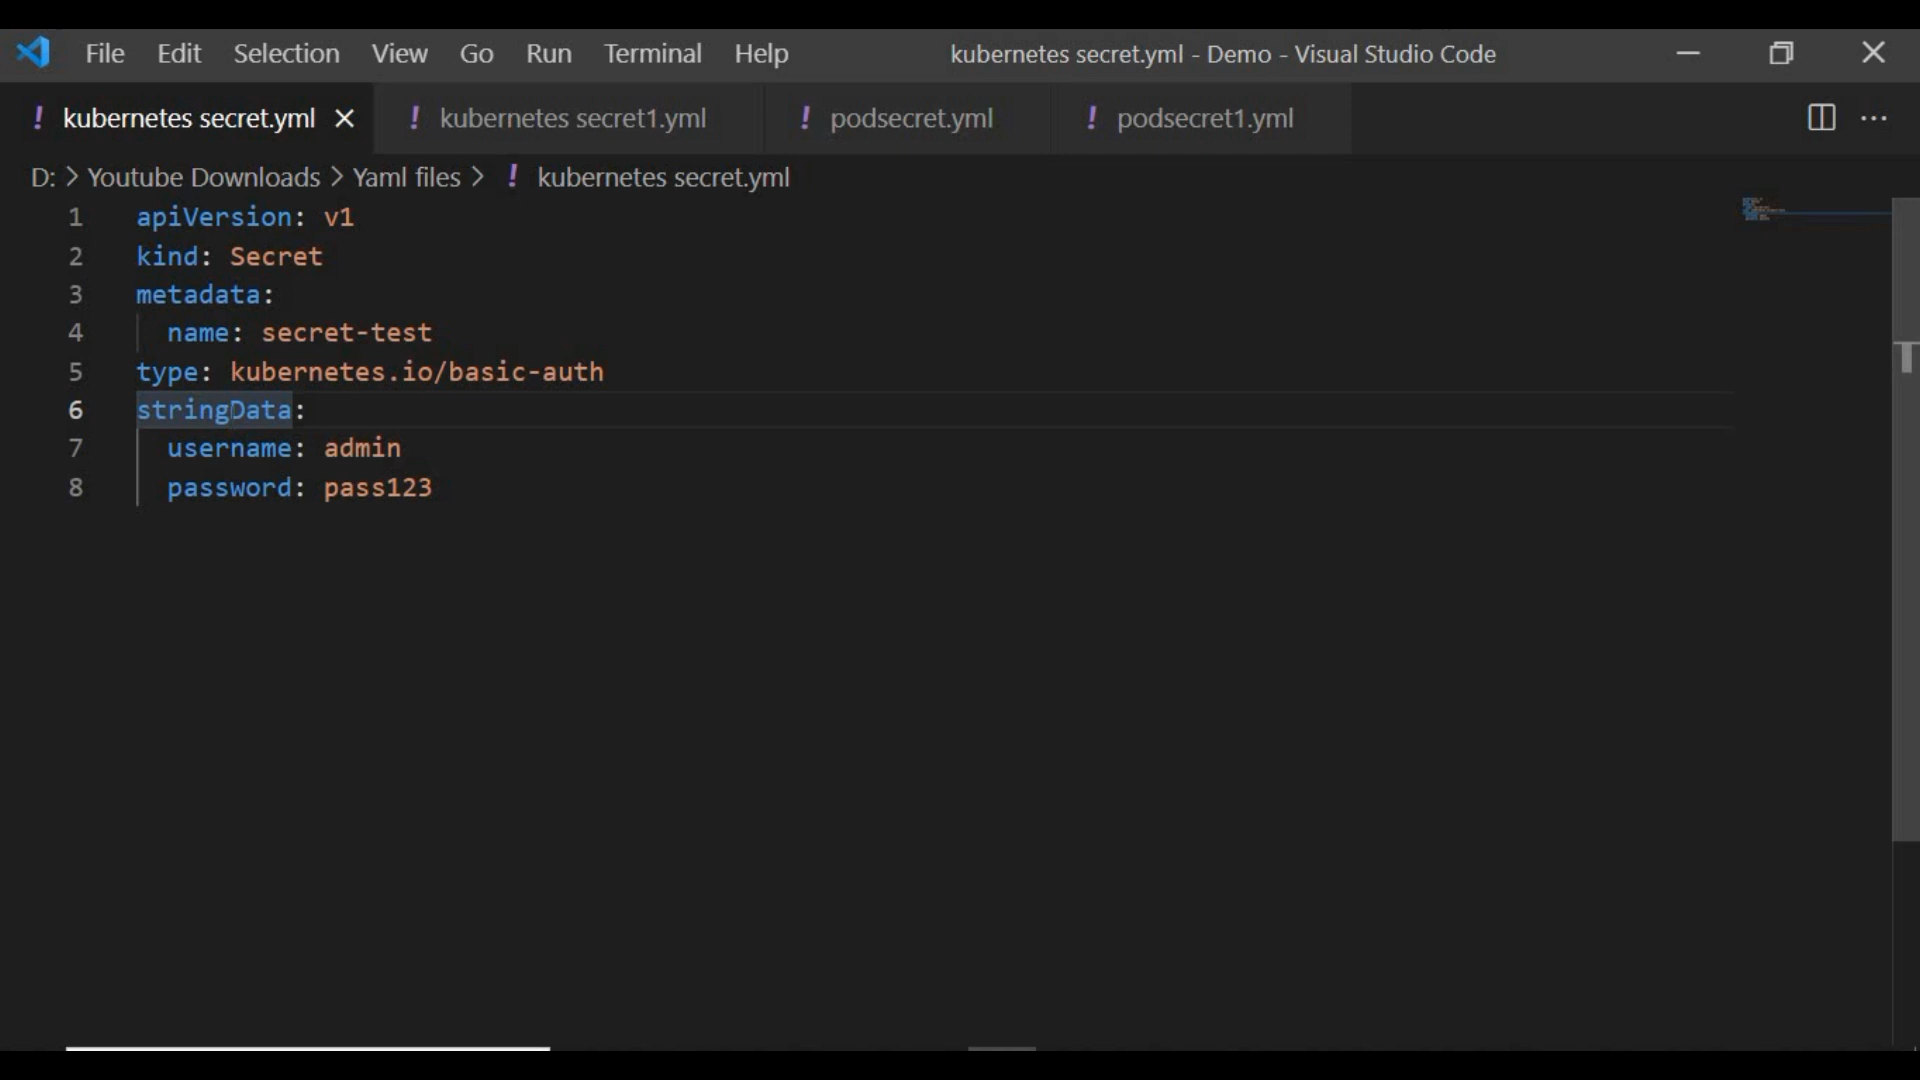 File Edit Selection View Go Run Terminal Help kubernetes secret.yml - Demo - Visual Studio Code
! kubernetes secret.yml ! kubernetes secret1.yml ! podsecret.yml ! podsecret1.yml
D: > Youtube Downloads > Yaml files > ! kubernetes secret.yml
1 apiVersion: v1
2 kind: Secret
3 metadata:
4 name: secret-test
5 type: kubernetes.io/basic-auth
6 stringData:
7 username: admin
8 password: pass123